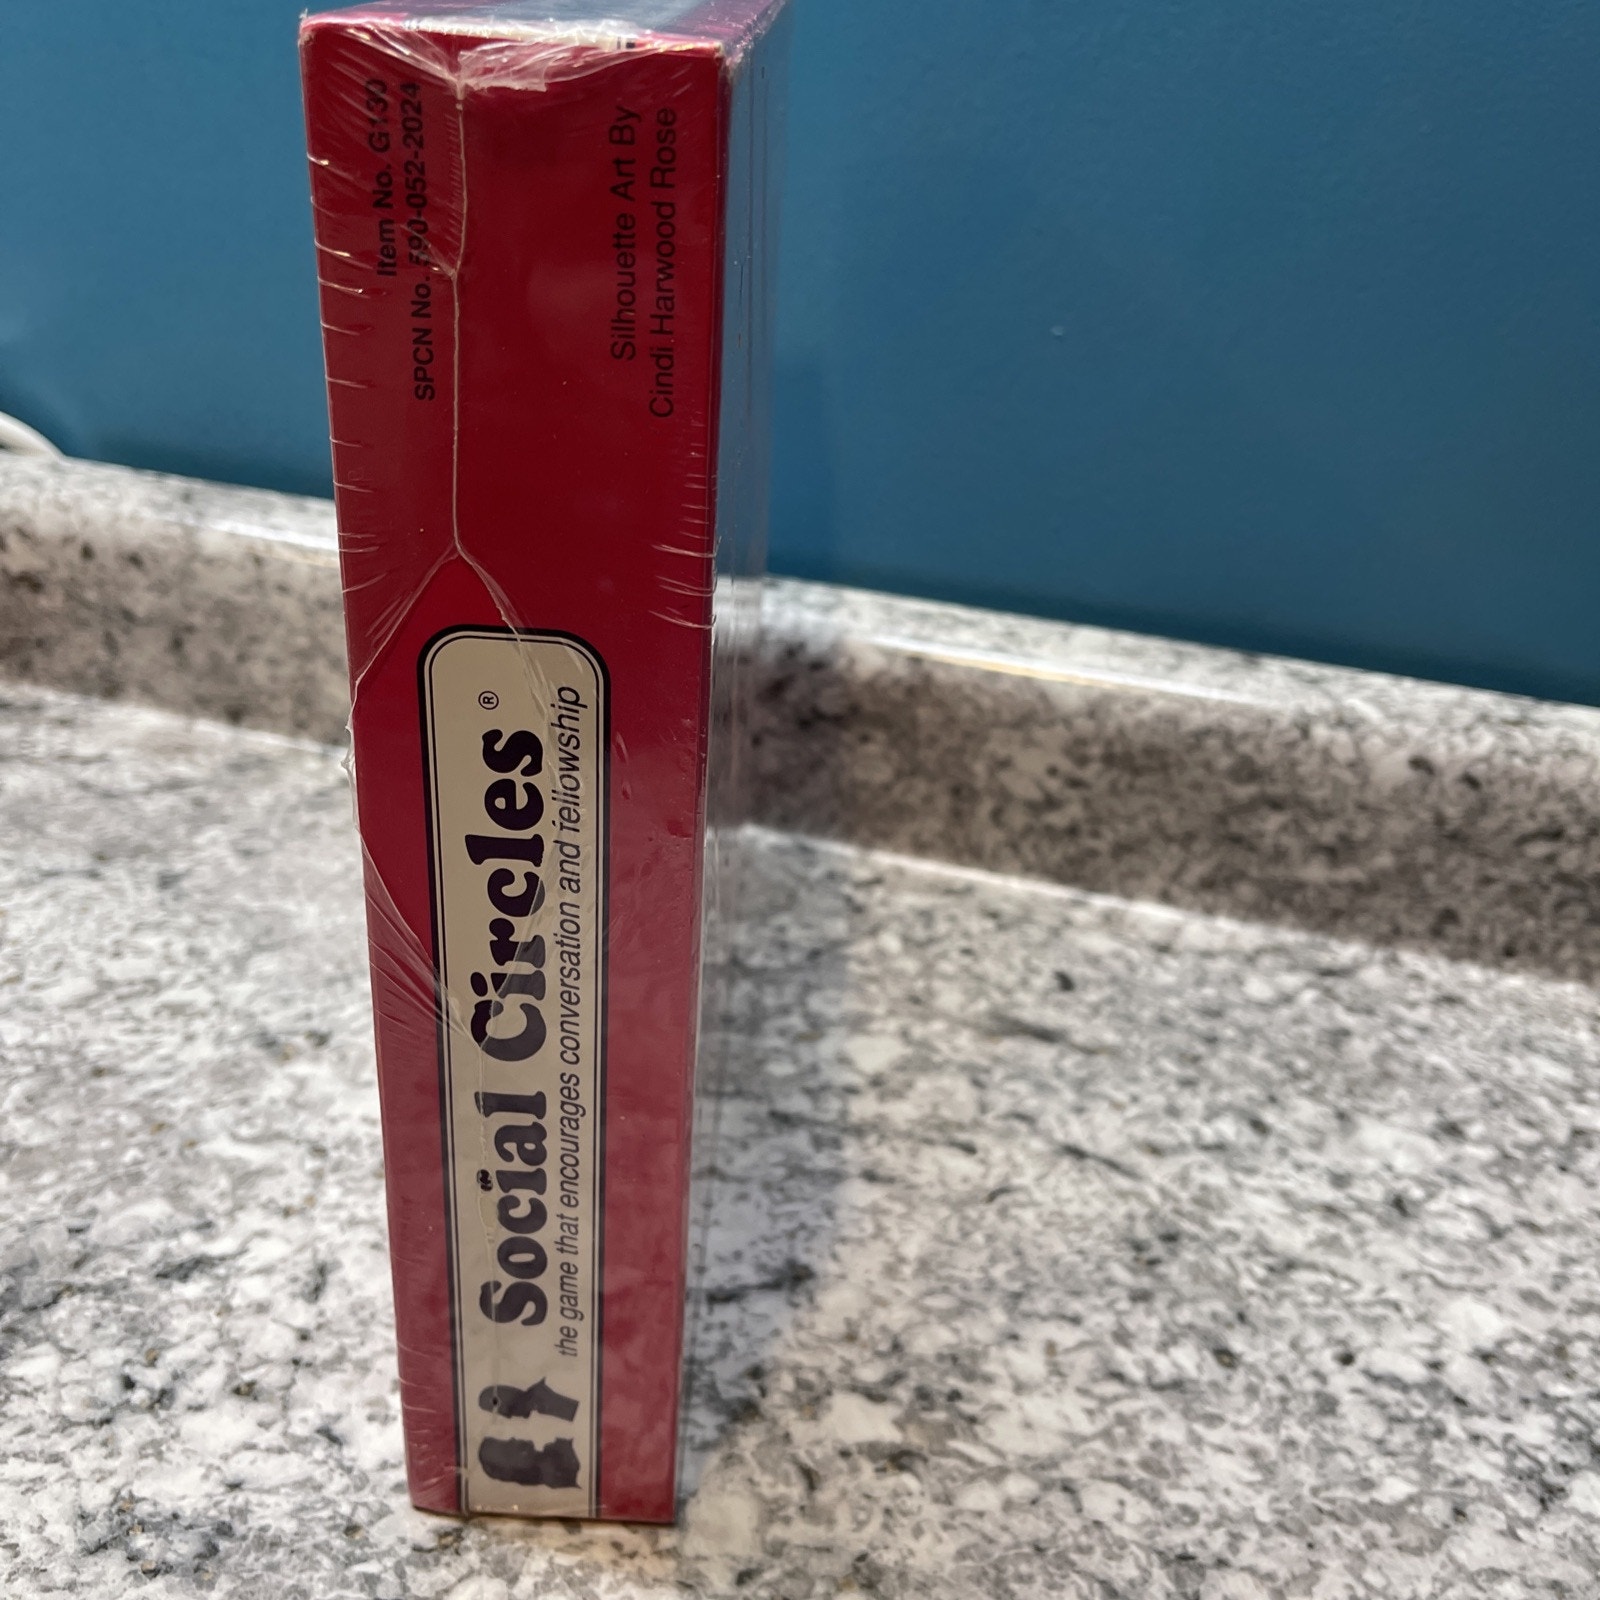 Item No. G130
SPCN No. 590-052-2024
Silhouette Art By
Cindi Harwood Rose
Social Circles ®
the game that encourages conversation and fellowship